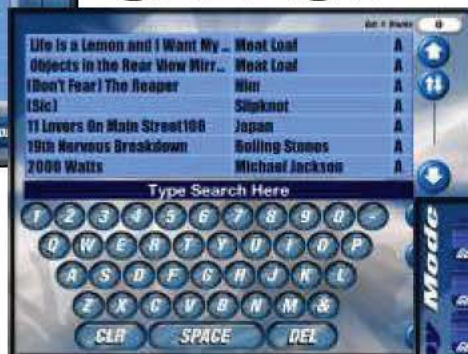 Life is a Lemon and I Want My ... Meat Loaf A
Objects in the Rear View Mirr... Meat Loaf A
(Don't Fear) The Reaper Him A
(Sic) Slipknot A
11 Lovers On Main Street106 Japan A
19th Nervous Breakdown Rolling Stones A
2000 Watts Michael Jackson A
Type Search Here
1 2 3 4 5 6 7 8 9 0 -
Q W E R T Y U I O P
A S D F G H J K L
Z X C V B N M &
CLR SPACE DEL
Mode